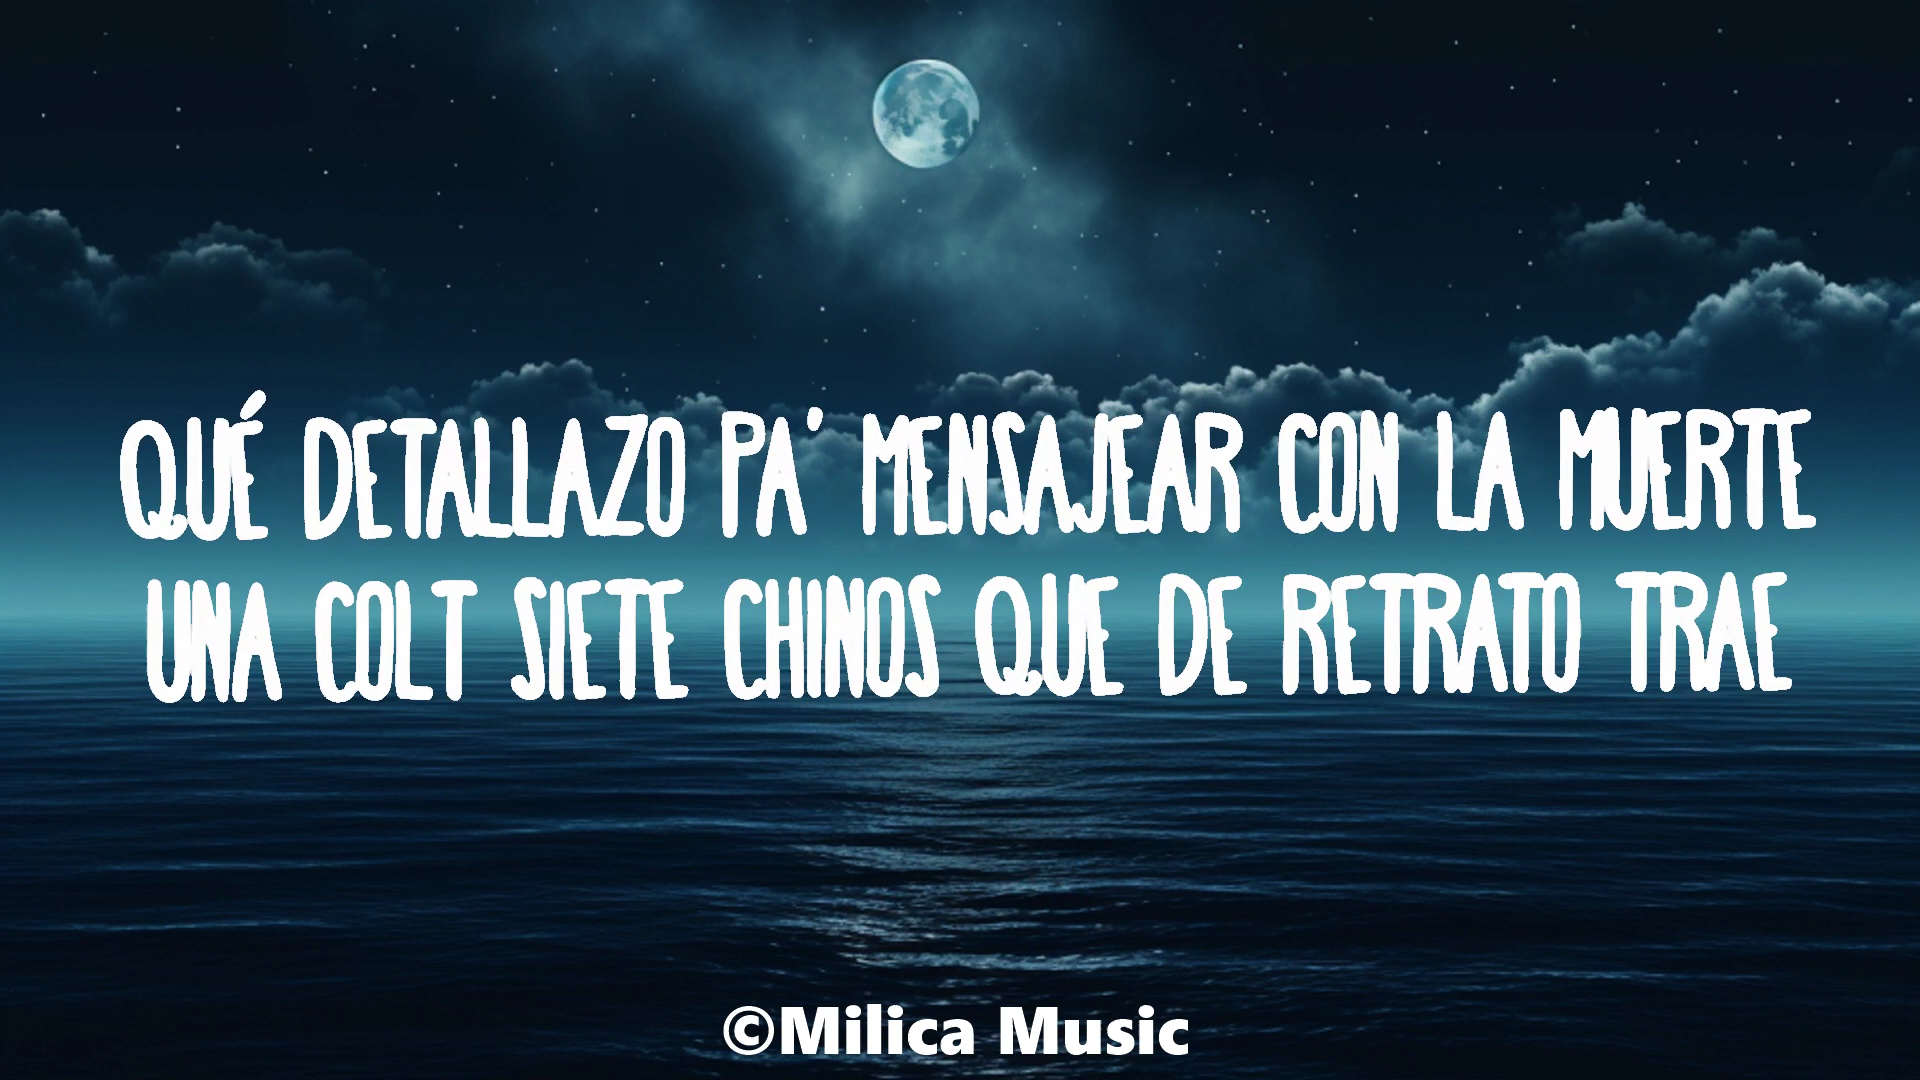 QUÉ DETALLAZO PA' MENSAJEAR CON LA MUERTE
UNA COLT SIETE CHINOS QUE DE RETRATO TRAE
©Milica Music